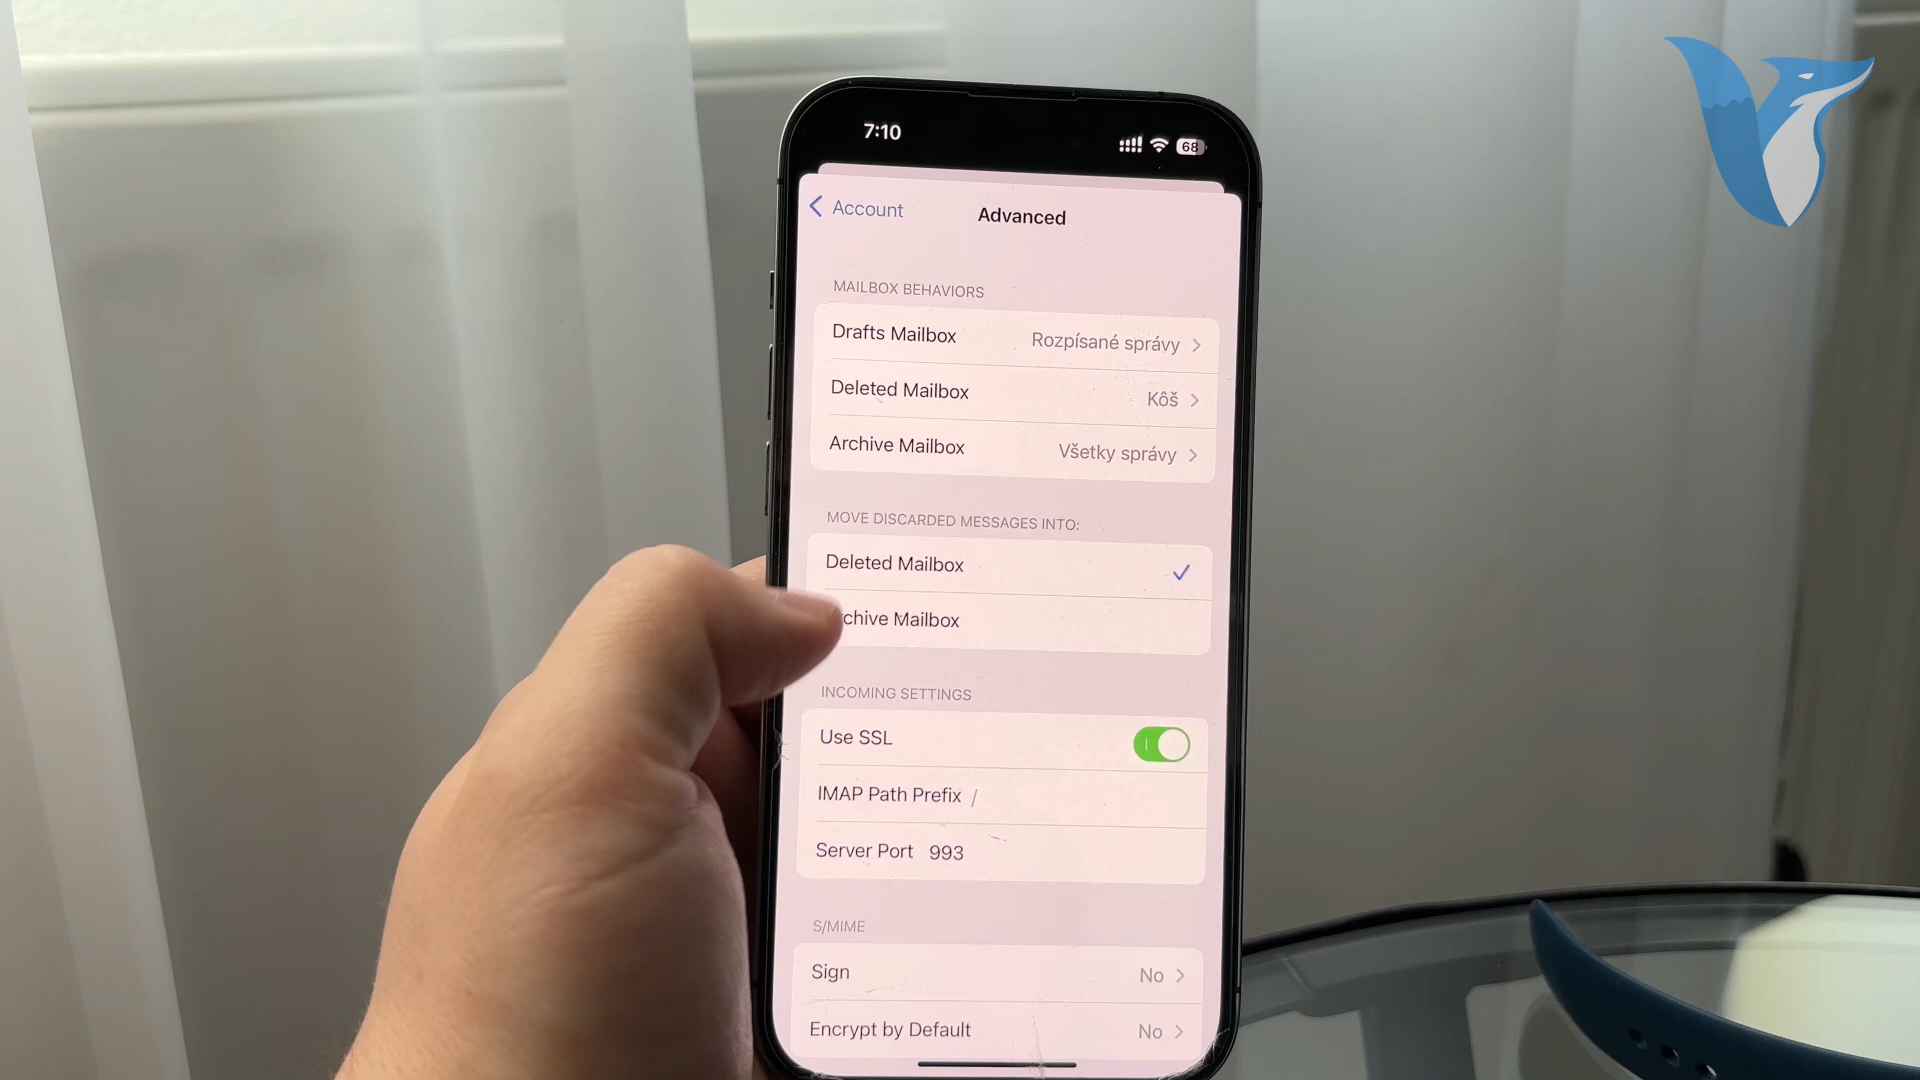 7:10
68
Account
Advanced
MAILBOX BEHAVIORS
Drafts Mailbox Rozpísané správy
Deleted Mailbox Kôš
Archive Mailbox Všetky správy
MOVE DISCARDED MESSAGES INTO:
Deleted Mailbox
chive Mailbox
INCOMING SETTINGS
Use SSL
IMAP Path Prefix /
Server Port 993
S/MIME
Sign No
Encrypt by Default No